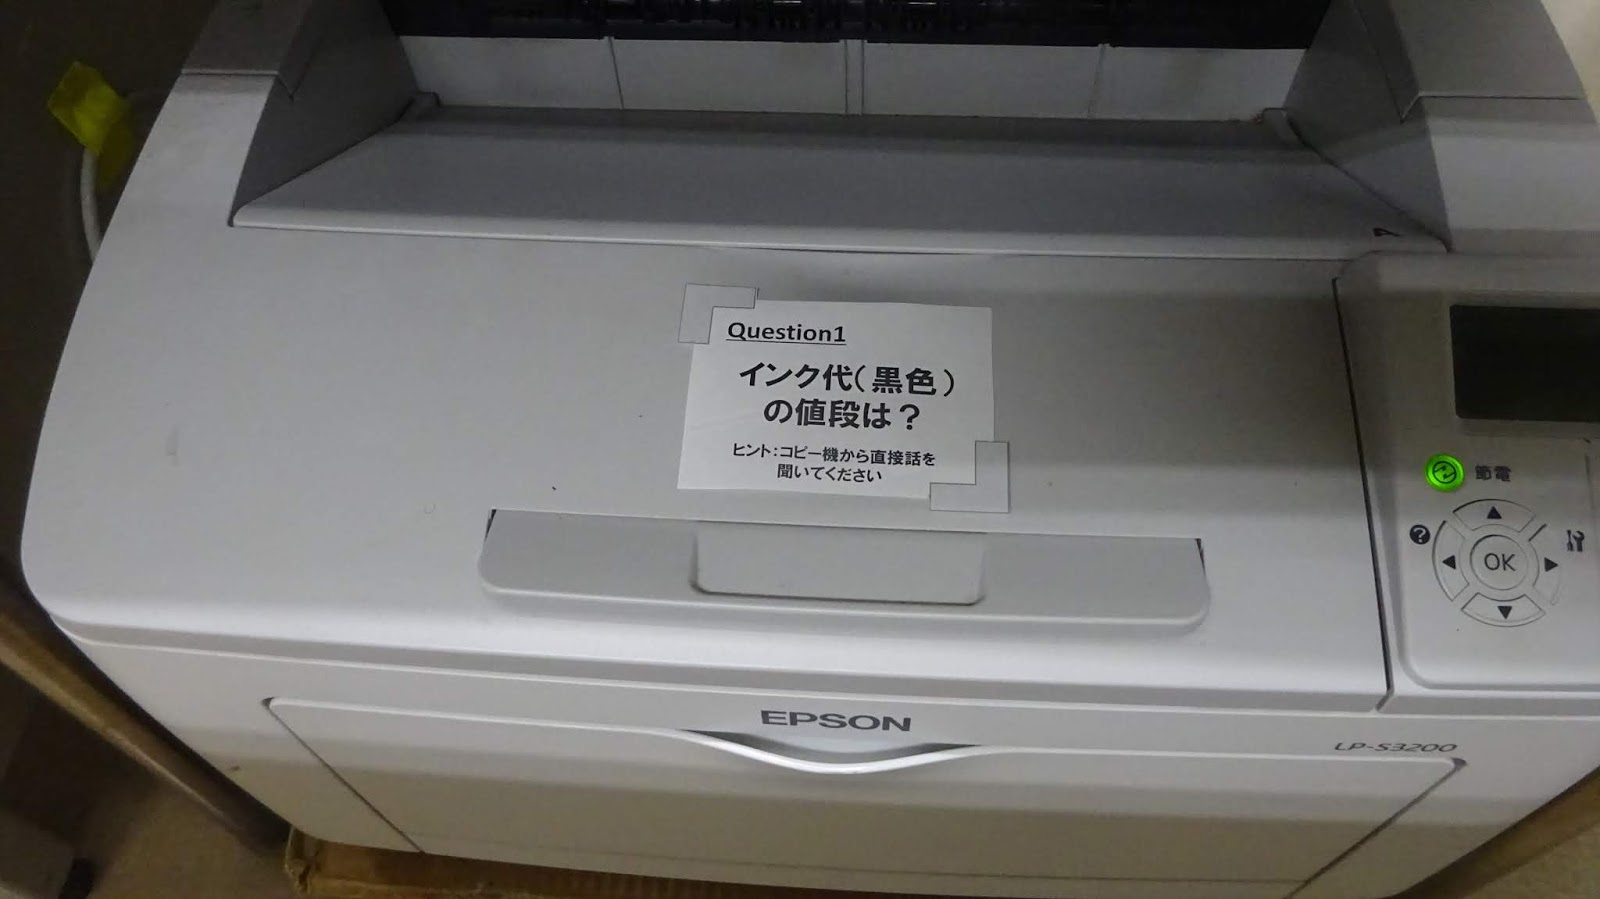 Question1
インク代（黒色）
の値段は？
ヒント：コピー機から直接話を
聞いてください
節電
?
OK
EPSON
LP-S3200